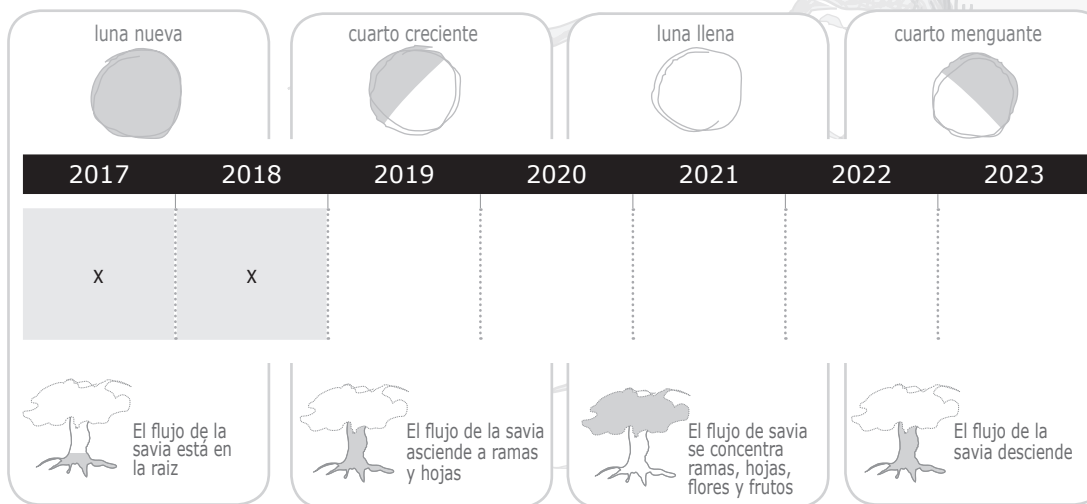 luna nueva
cuarto creciente
luna llena
cuarto menguante
2017 2018 2019 2020 2021 2022 2023
x x
El flujo de la
savia está en
la raiz
El flujo de la savia
asciende a ramas
y hojas
El flujo de savia
se concentra
ramas, hojas,
flores y frutos
El flujo de la
savia desciende